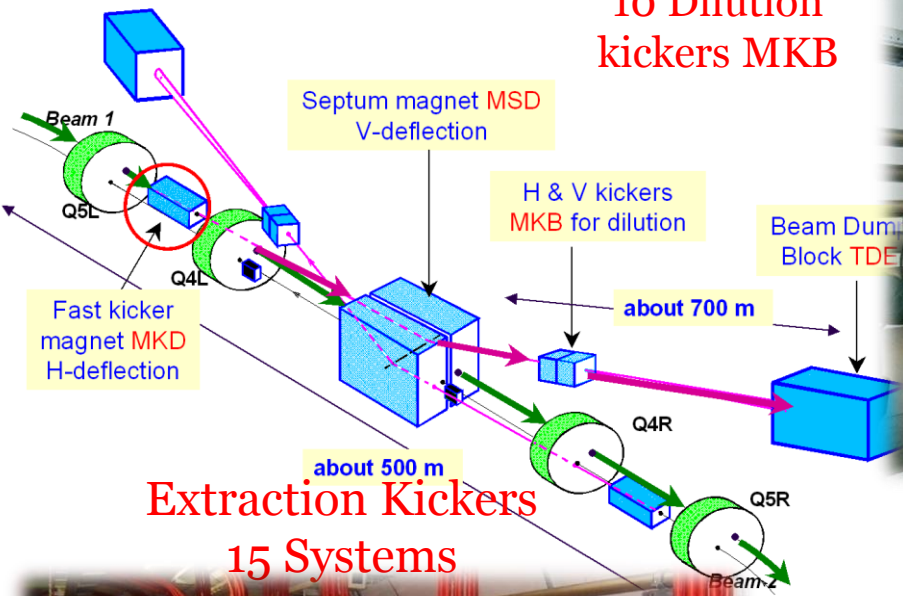 10 Dilution
kickers MKB
Septum magnet MSD
V-deflection
Beam 1
H & V kickers
MKB for dilution
Q5L
Beam Dum
Block TDE
Q4L
about 700 m
Fast kicker
magnet MKD
H-deflection
Q4R
about 500 m
Extraction Kickers
15 Systems
Q5R
Beam 2